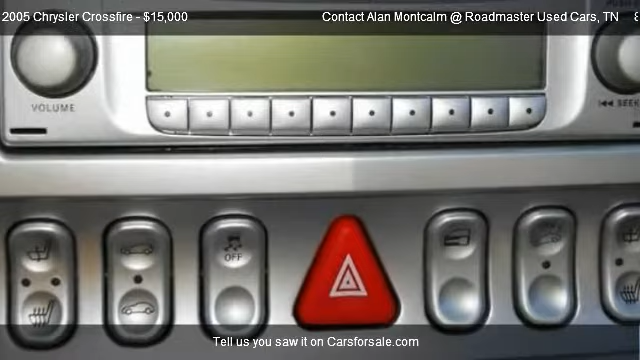 2005 Chrysler Crossfire - $15,000
Contact Alan Montcalm @ Roadmaster Used Cars, TN
VOLUME
SEEK
OFF
Tell us you saw it on Carsforsale.com